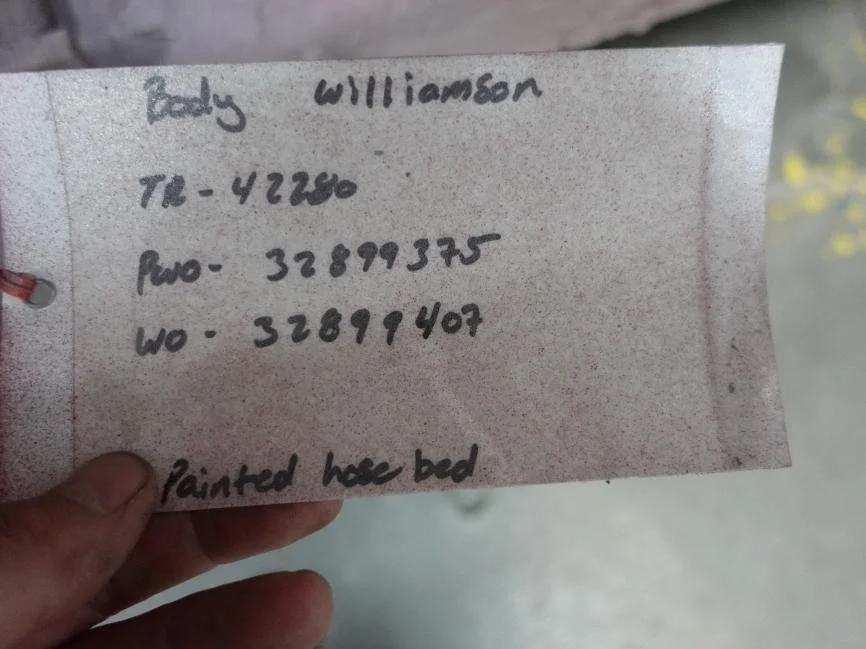 Body Williamson
TR - 42280
PWO - 32899375
WO - 32899407
Painted hose bed